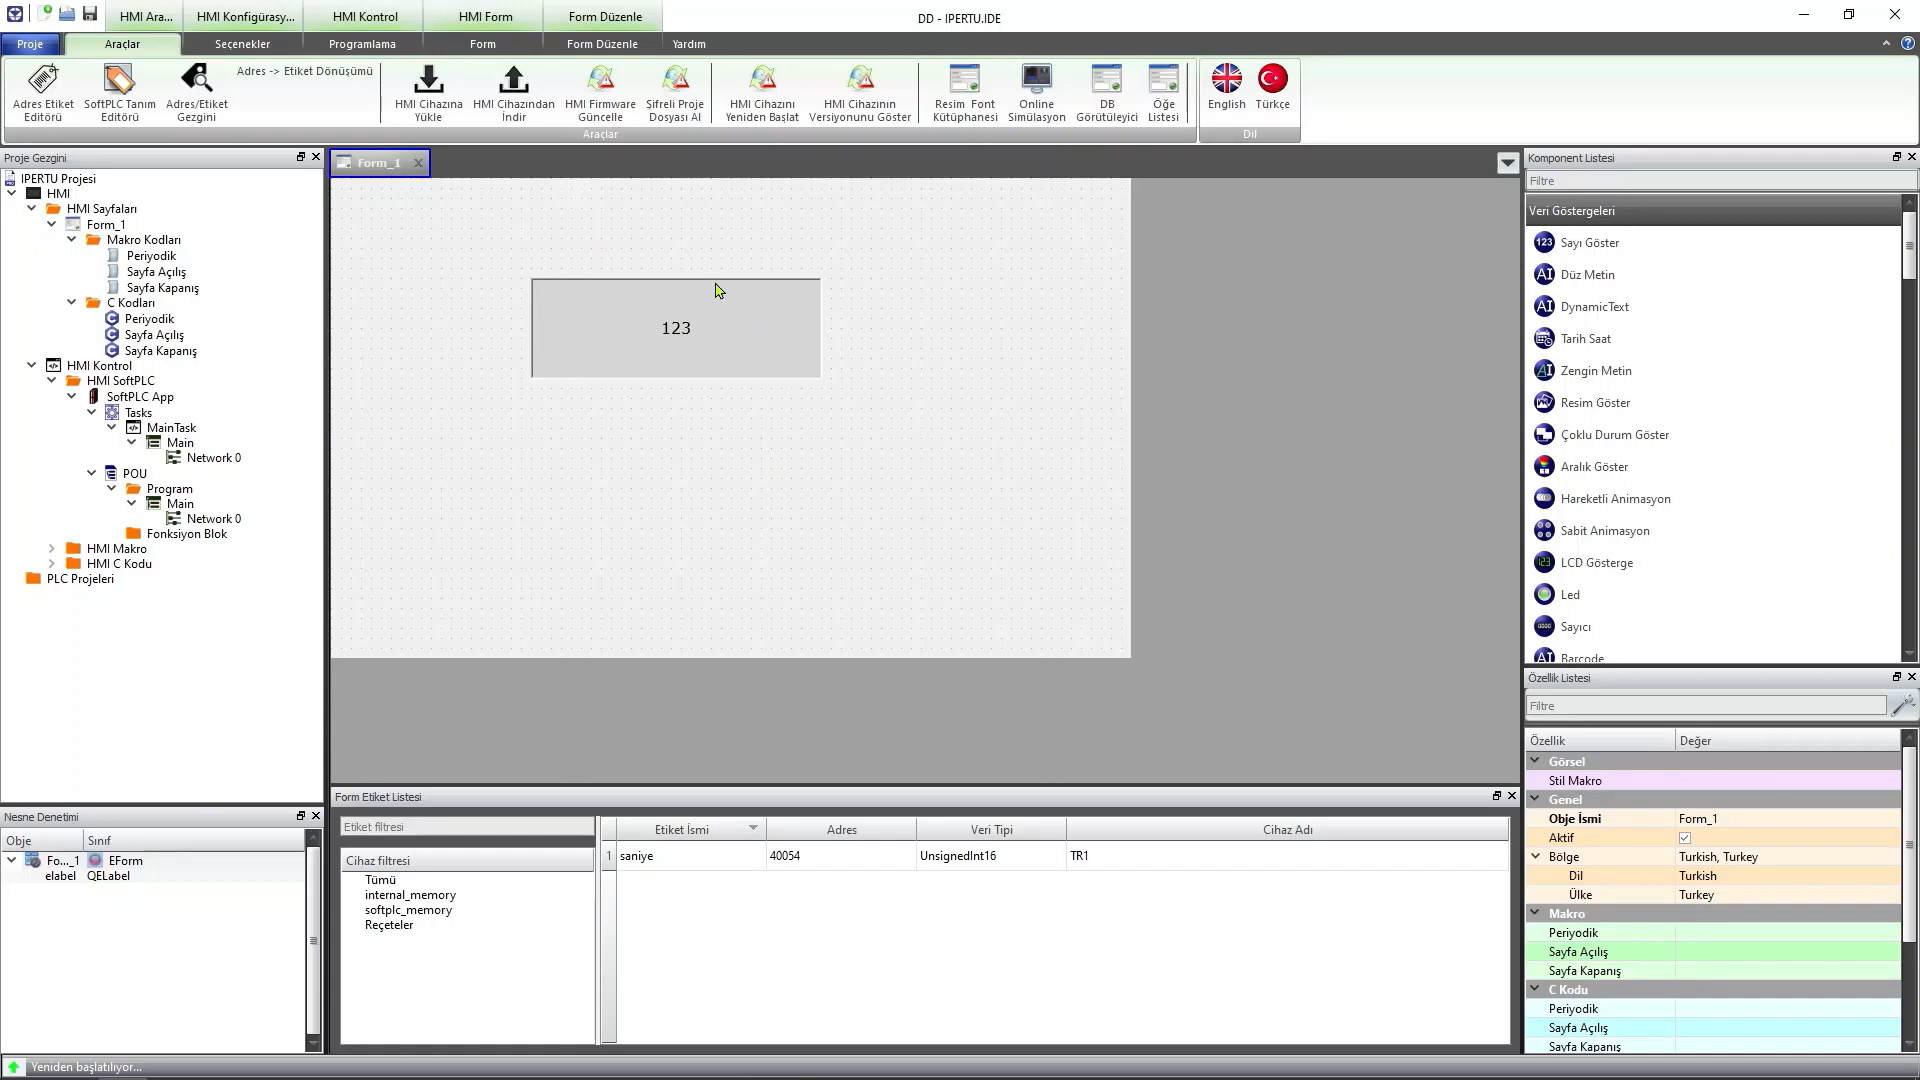 HMI Ara...
HMI Konfigürasy...
HMI Kontrol
HMI Form
Form Düzenle
DD - IPERTU.IDE
Proje
Araçlar
Seçenekler
Programlama
Form
Form Düzenle
Yardım
Adres Etiket
Editörü
SoftPLC Tanım
Editörü
Adres/Etiket
Gezgini
Adres -> Etiket Dönüşümü
HMI Cihazına
Yükle
HMI Cihazından
İndir
HMI Firmware
Güncelle
Şifreli Proje
Dosyası Al
HMI Cihazını
Yeniden Başlat
HMI Cihazının
Versiyonunu Göster
Resim Font
Kütüphanesi
Online
Simülasyon
DB
Görtüleyici
Öğe
Listesi
English
Türkçe
Araçlar
Dil
Proje Gezgini
IPERTU Projesi
HMI
HMI Sayfaları
Form_1
Makro Kodları
Periyodik
Sayfa Açılış
Sayfa Kapanış
C Kodları
Periyodik
Sayfa Açılış
Sayfa Kapanış
HMI Kontrol
HMI SoftPLC
SoftPLC App
Tasks
MainTask
Main
Network 0
POU
Program
Main
Network 0
Fonksiyon Blok
HMI Makro
HMI C Kodu
PLC Projeleri
Nesne Denetimi
Obje
Sınıf
Fo..._1
EForm
elabel
QELabel
Form_1
123
Form Etiket Listesi
Etiket filtresi
Cihaz filtresi
Tümü
internal_memory
softplc_memory
Reçeteler
Etiket İsmi
Adres
Veri Tipi
Cihaz Adı
1
saniye
40054
UnsignedInt16
TR1
Komponent Listesi
Filtre
Veri Göstergeleri
123 Sayı Göster
AI Düz Metin
AI DynamicText
Tarih Saat
AI Zengin Metin
Resim Göster
Çoklu Durum Göster
Aralık Göster
Hareketli Animasyon
Sabit Animasyon
LCD Gösterge
Led
Sayıcı
AI Barcode
Özellik Listesi
Filtre
Özellik
Değer
Görsel
Stil Makro
Genel
Obje İsmi
Form_1
Aktif
Bölge
Turkish, Turkey
Dil
Turkish
Ülke
Turkey
Makro
Periyodik
Sayfa Açılış
Sayfa Kapanış
C Kodu
Periyodik
Sayfa Açılış
Sayfa Kapanış
Yeniden başlatılıyor...